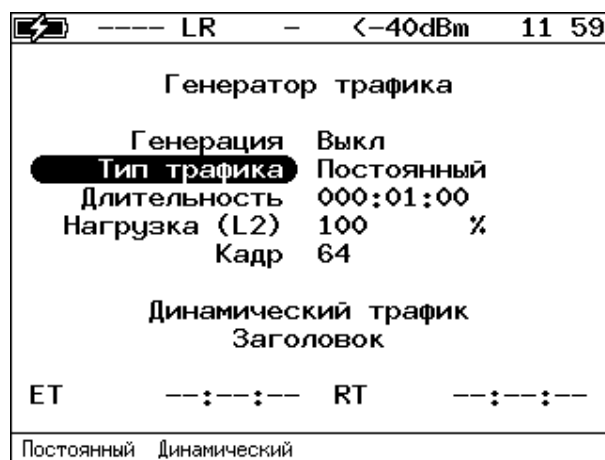 ---- LR - <-40dBm 11 59
Генератор трафика
Генерация Выкл
Тип трафика Постоянный
Длительность 000:01:00
Нагрузка (L2) 100 %
Кадр 64
Динамический трафик
Заголовок
ET --:--:-- RT --:--:--
Постоянный Динамический